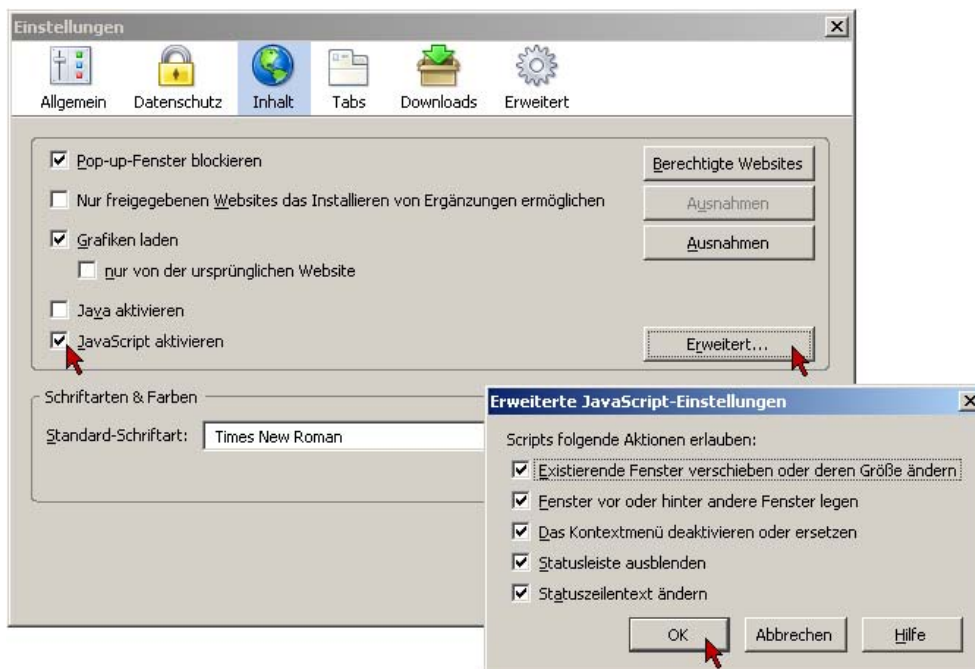 Einstellungen
Allgemein Datenschutz Inhalt Tabs Downloads Erweitert
Pop-up-Fenster blockieren
Berechtigte Websites
Nur freigegebenen Websites das Installieren von Ergänzungen ermöglichen
Ausnahmen
Grafiken laden
Ausnahmen
nur von der ursprünglichen Website
Java aktivieren
JavaScript aktivieren
Erweitert...
Schriftarten & Farben
Standard-Schriftart: Times New Roman
Erweiterte JavaScript-Einstellungen
Scripts folgende Aktionen erlauben:
Existierende Fenster verschieben oder deren Größe ändern
Fenster vor oder hinter andere Fenster legen
Das Kontextmenü deaktivieren oder ersetzen
Statusleiste ausblenden
Statuszeilentext ändern
OK Abbrechen Hilfe